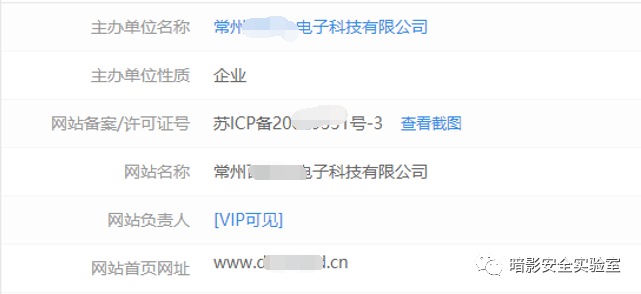 主办单位名称 常州 电子科技有限公司
主办单位性质 企业
网站备案/许可证号 苏ICP备20 31号-3 查看截图
网站名称 常州 电子科技有限公司
网站负责人 [VIP可见]
网站首页网址 www.d d.cn
暗影安全实验室